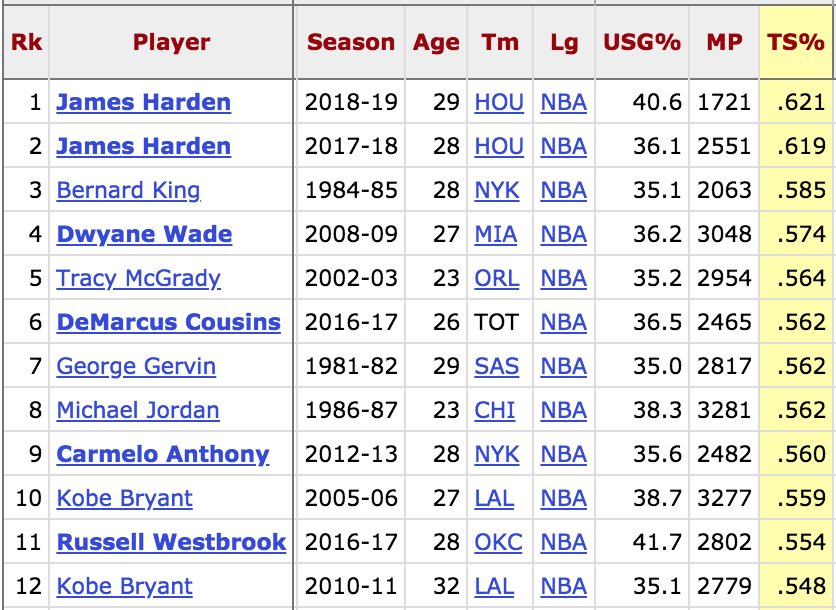 Rk Player Season Age Tm Lg USG% MP TS%
1 James Harden 2018-19 29 HOU NBA 40.6 1721 .621
2 James Harden 2017-18 28 HOU NBA 36.1 2551 .619
3 Bernard King 1984-85 28 NYK NBA 35.1 2063 .585
4 Dwyane Wade 2008-09 27 MIA NBA 36.2 3048 .574
5 Tracy McGrady 2002-03 23 ORL NBA 35.2 2954 .564
6 DeMarcus Cousins 2016-17 26 TOT NBA 36.5 2465 .562
7 George Gervin 1981-82 29 SAS NBA 35.0 2817 .562
8 Michael Jordan 1986-87 23 CHI NBA 38.3 3281 .562
9 Carmelo Anthony 2012-13 28 NYK NBA 35.6 2482 .560
10 Kobe Bryant 2005-06 27 LAL NBA 38.7 3277 .559
11 Russell Westbrook 2016-17 28 OKC NBA 41.7 2802 .554
12 Kobe Bryant 2010-11 32 LAL NBA 35.1 2779 .548